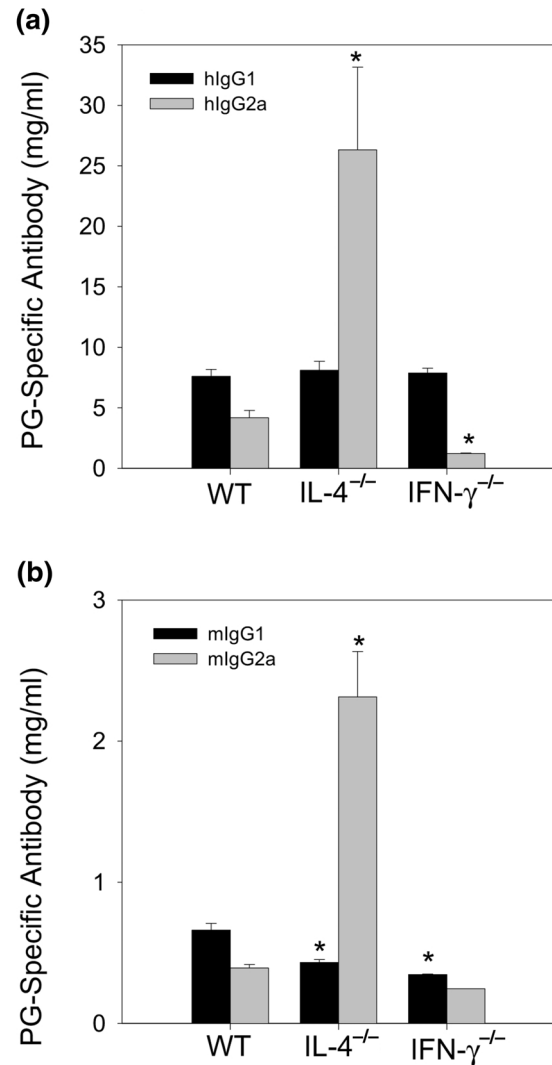 (a)
PG-Specific Antibody (mg/ml)
35
30
25
20
15
10
5
0
hIgG1
hIgG2a
*
*
WT IL-4−/− IFN-γ−/−
(b)
PG-Specific Antibody (mg/ml)
3
2
1
0
mIgG1
mIgG2a
*
*
*
WT IL-4−/− IFN-γ−/−